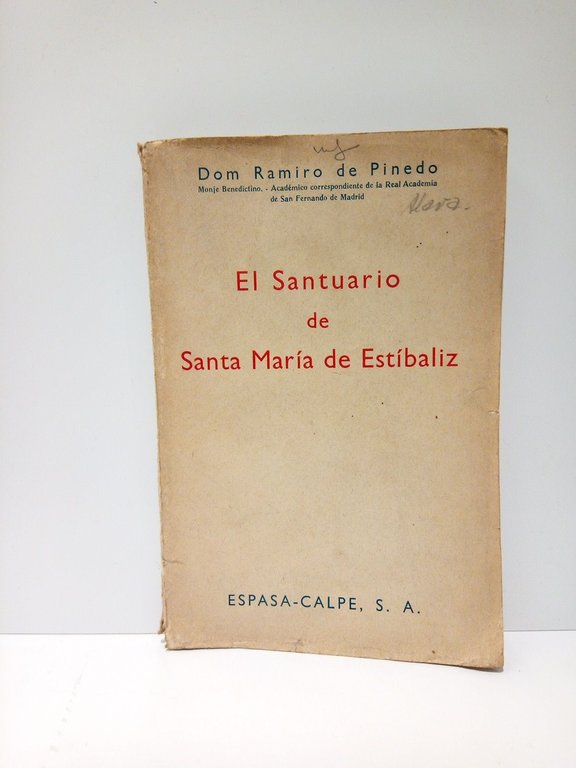 Dom Ramiro de Pinedo
Monje Benedictino. - Académico correspondiente de la Real Academia
de San Fernando de Madrid
Alava.
El Santuario
de
Santa María de Estíbaliz
ESPASA-CALPE, S. A.